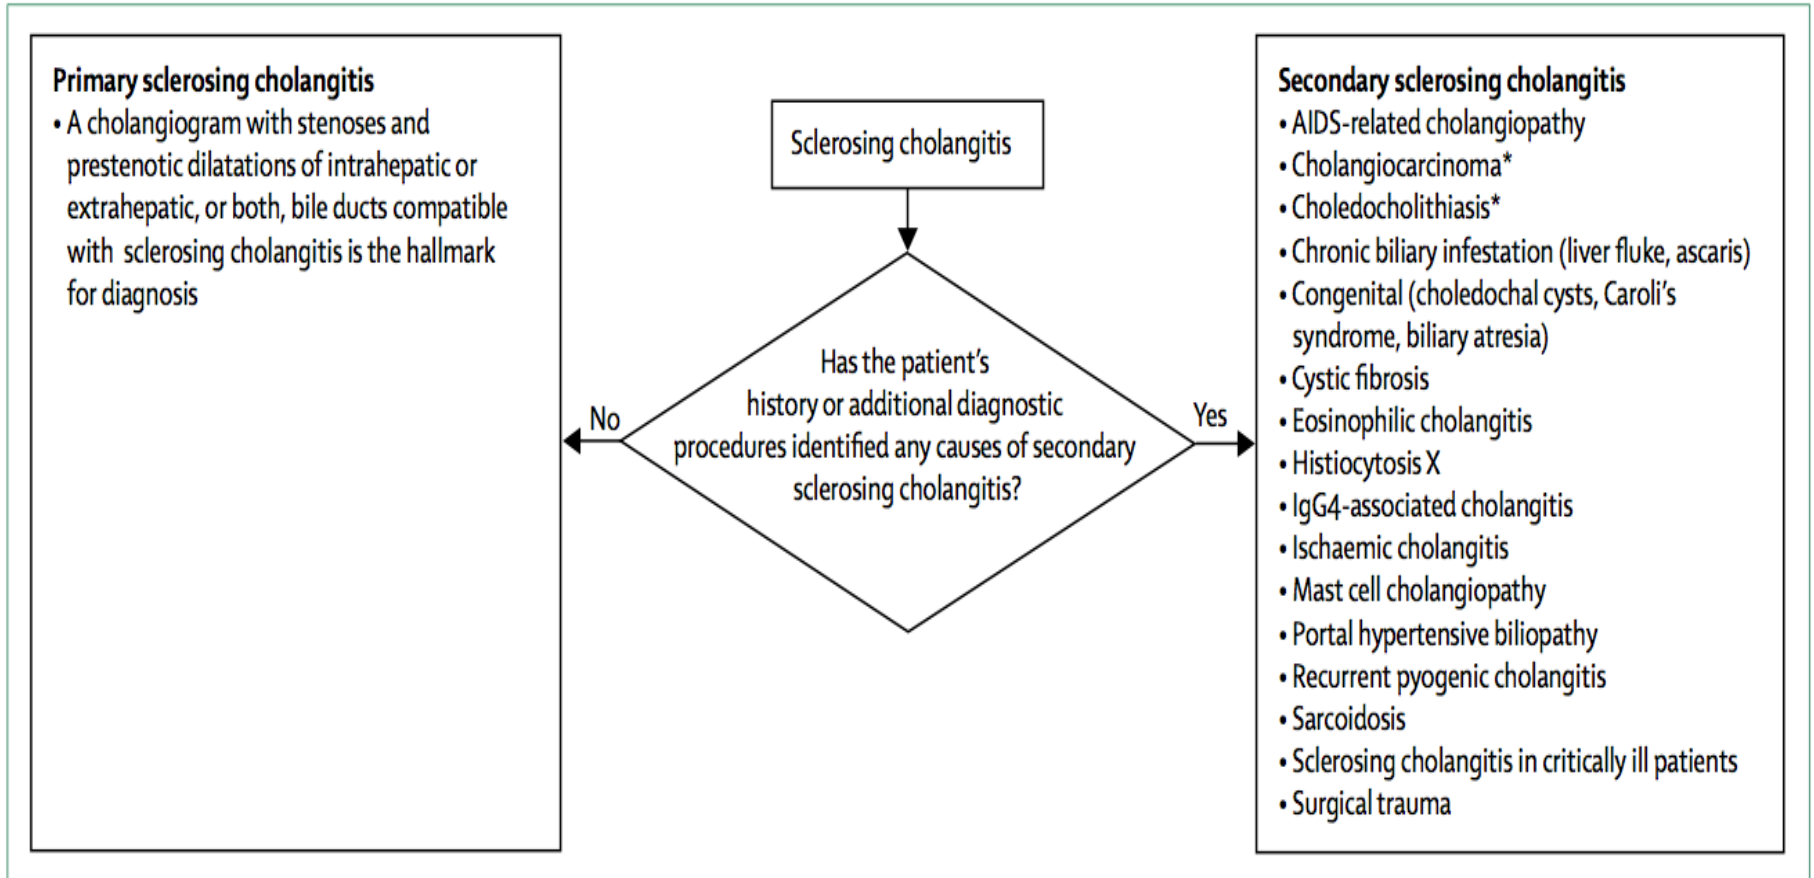 Primary sclerosing cholangitis
• A cholangiogram with stenoses and
prestenotic dilatations of intrahepatic or
extrahepatic, or both, bile ducts compatible
with sclerosing cholangitis is the hallmark
for diagnosis
Sclerosing cholangitis
Has the patient's
history or additional diagnostic
procedures identified any causes of secondary
sclerosing cholangitis?
No
Yes
Secondary sclerosing cholangitis
• AIDS-related cholangiopathy
• Cholangiocarcinoma*
• Choledocholithiasis*
• Chronic biliary infestation (liver fluke, ascaris)
• Congenital (choledochal cysts, Caroli's
syndrome, biliary atresia)
• Cystic fibrosis
• Eosinophilic cholangitis
• Histiocytosis X
• IgG4-associated cholangitis
• Ischaemic cholangitis
• Mast cell cholangiopathy
• Portal hypertensive biliopathy
• Recurrent pyogenic cholangitis
• Sarcoidosis
• Sclerosing cholangitis in critically ill patients
• Surgical trauma